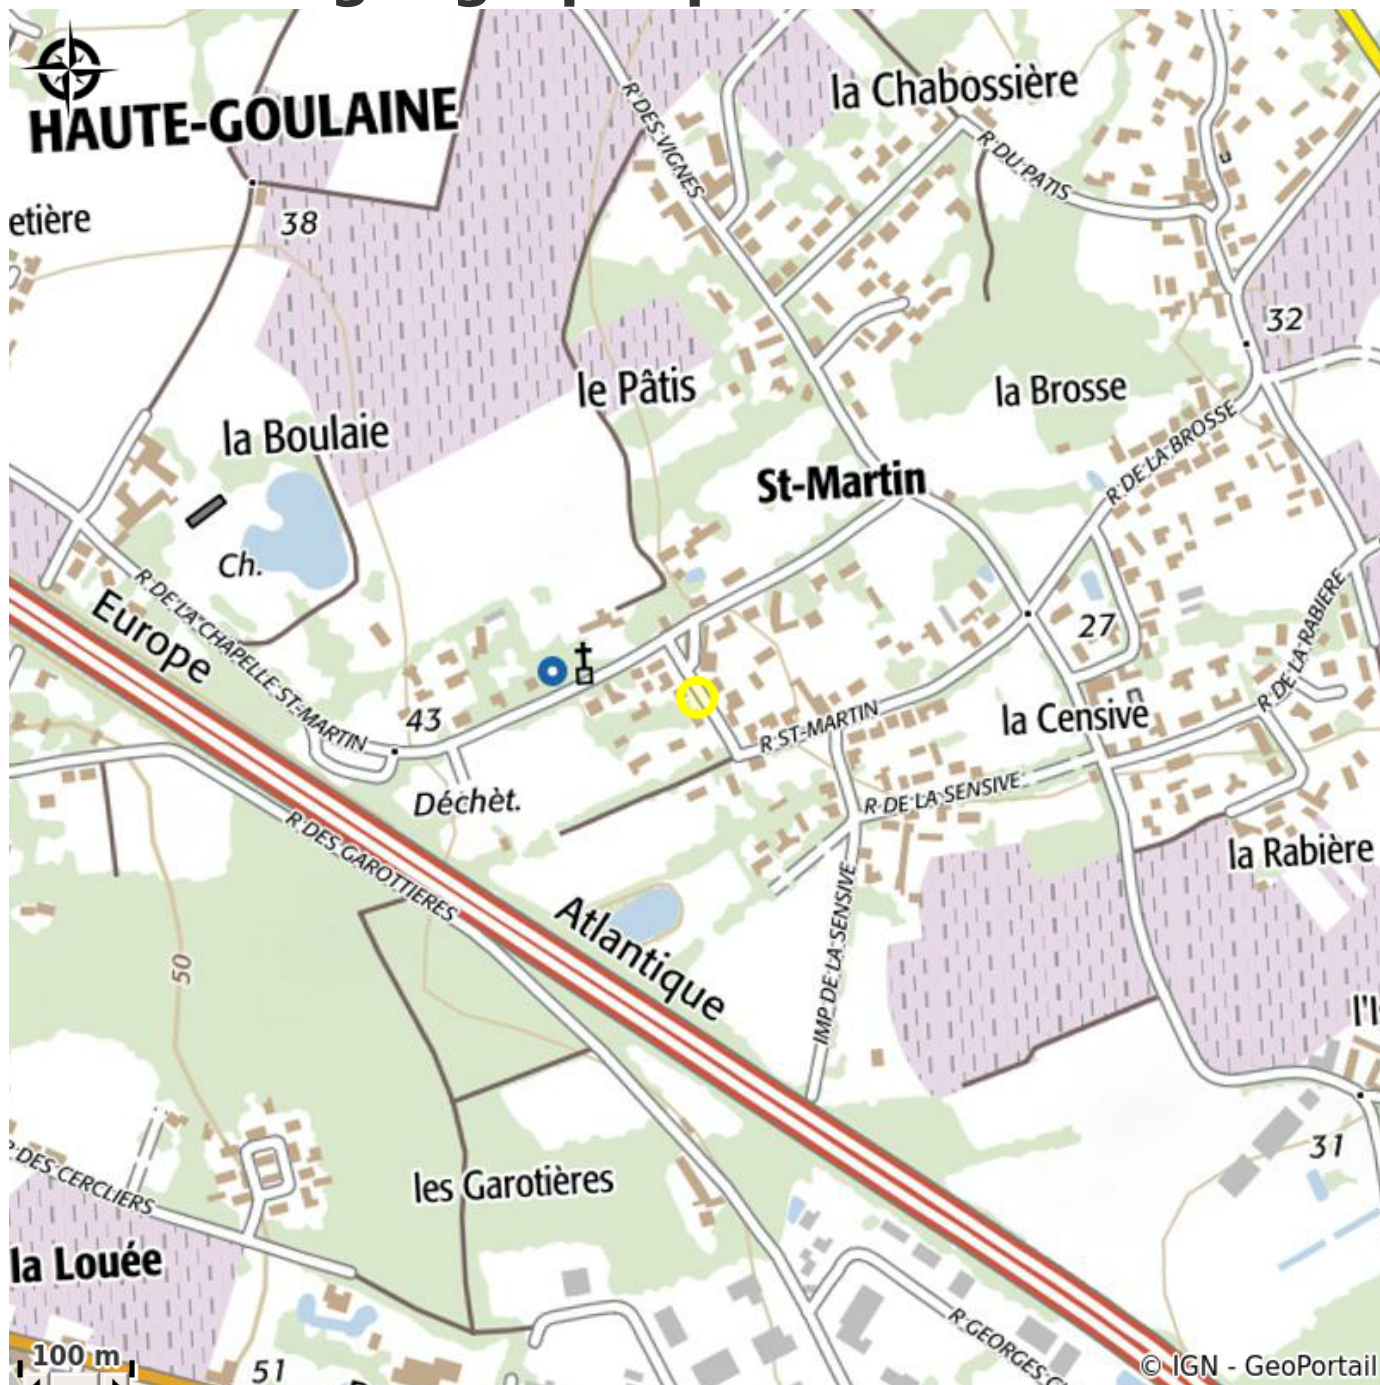 la Chabossière
HAUTE-GOULAINE
R DES VIGNES
R DU PATIS
etière
38
32
le Pâtis
la Brosse
la Boulaie
R DE LA BROSSE
St-Martin
Ch.
R DE LA CHAPELLE ST-MARTIN
Europe
27
R DE LA RABIERE
43
R ST-MARTIN
la Censive
Déchèt.
R DE LA SENSIVE
R DES GAROTTIERES
la Rabière
IMP DE LA SENSIVE
Atlantique
50
l'I
31
DES CERCLIERS
les Garotières
la Louée
R GEORGES
100 m
51
© IGN - GeoPortail